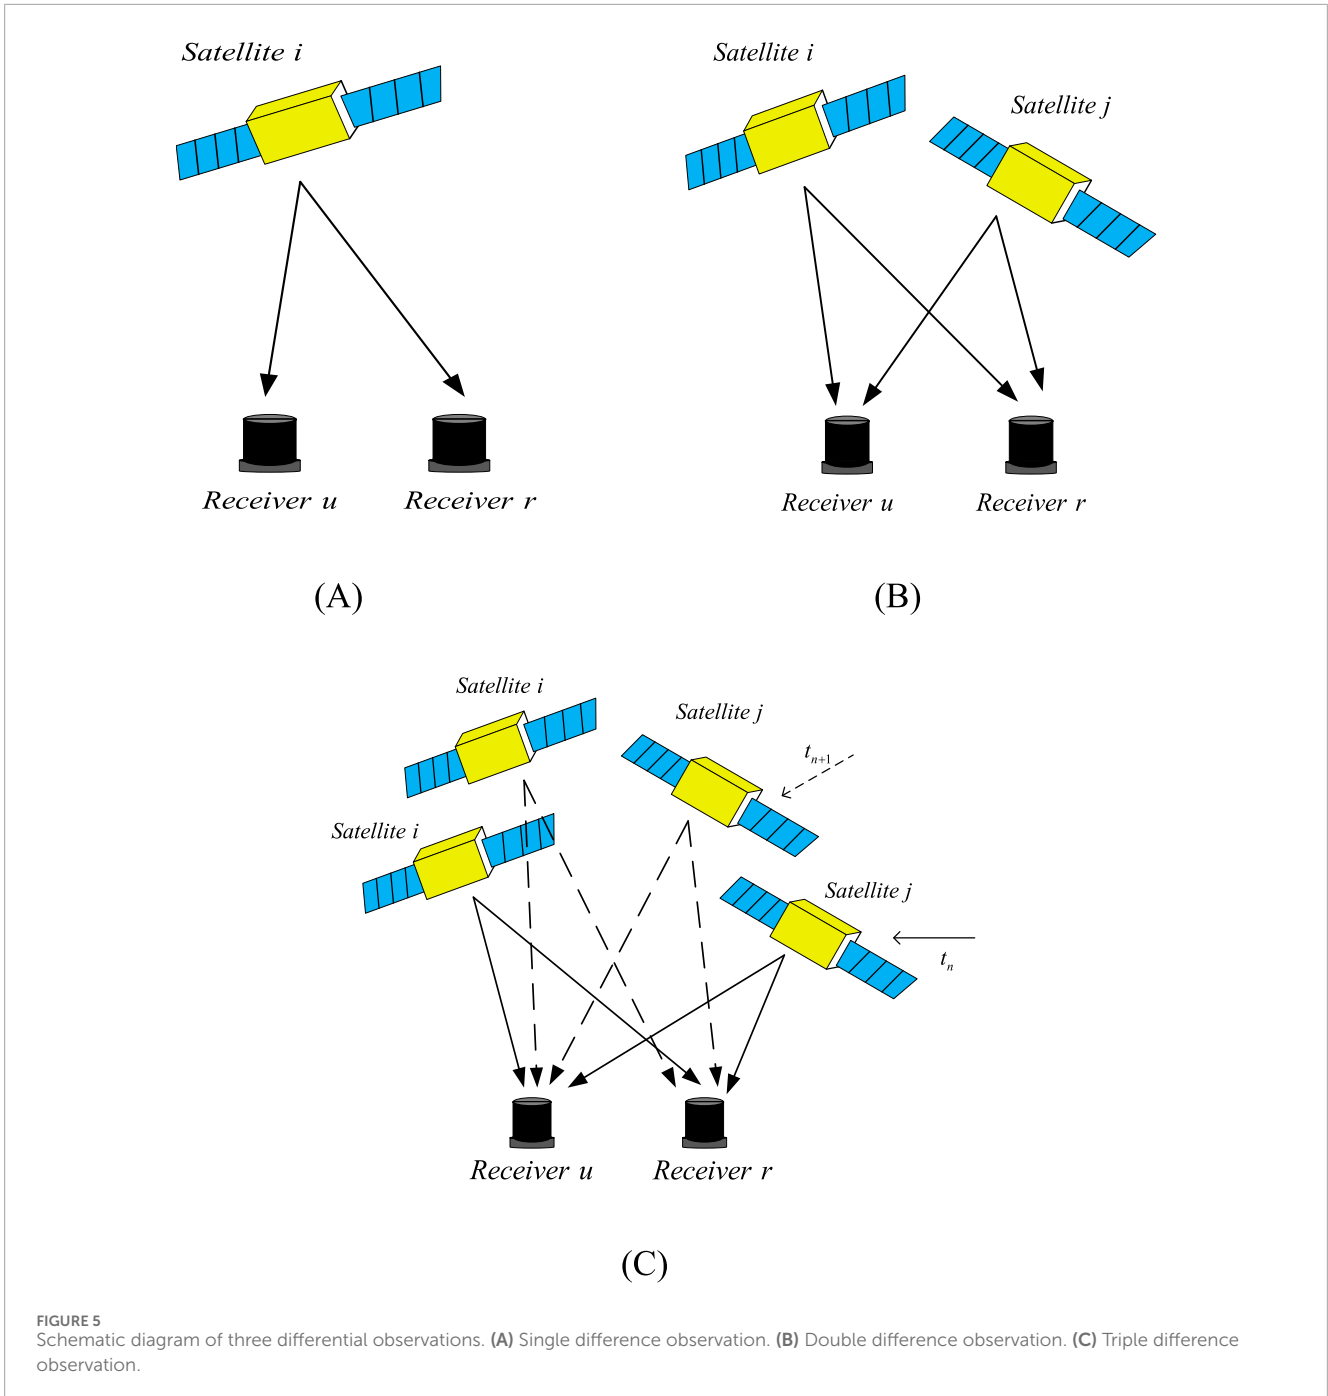 Satellite i
Satellite i
Satellite j
Receiver u
Receiver r
Receiver u
Receiver r
(A)
(B)
Satellite i
Satellite j
t_{n+1}
Satellite i
Satellite j
t_n
Receiver u
Receiver r
(C)
FIGURE 5
Schematic diagram of three differential observations. (A) Single difference observation. (B) Double difference observation. (C) Triple difference
observation.